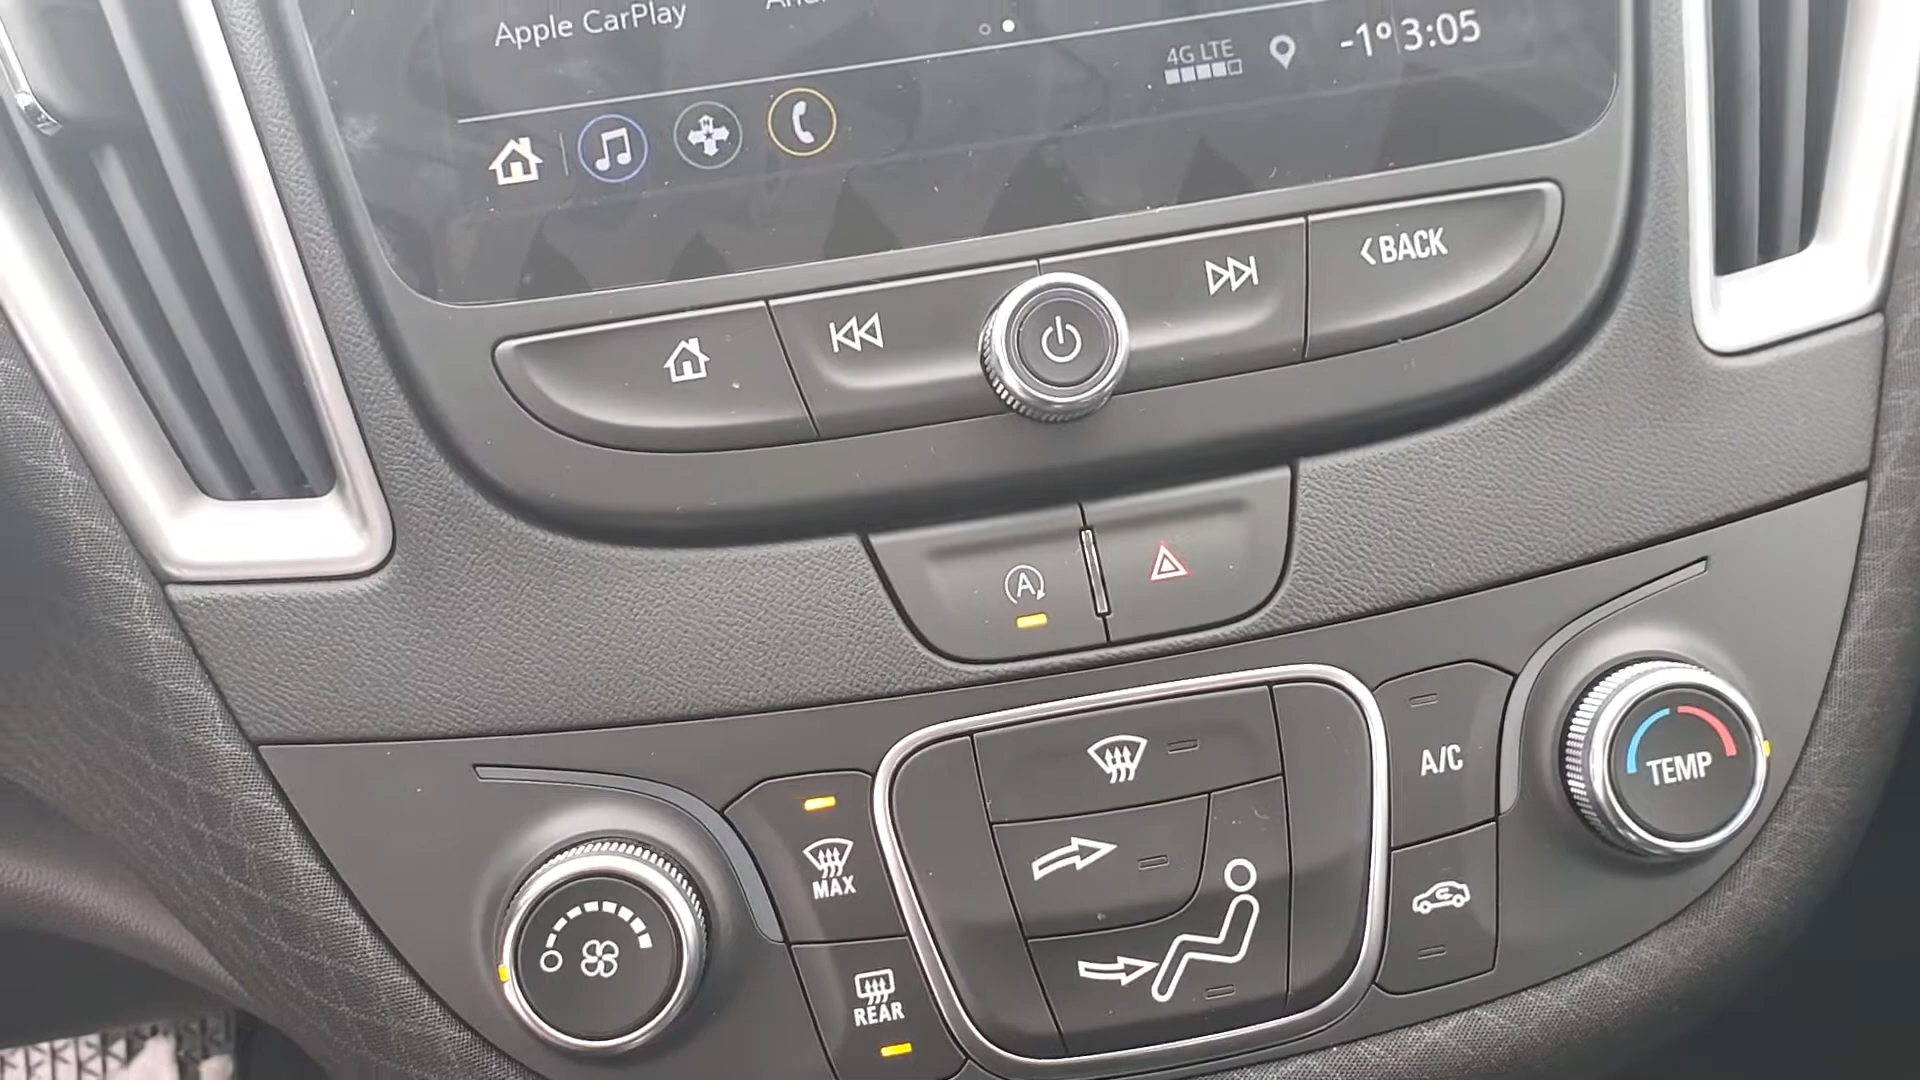 Apple CarPlay
4G LTE
-1° 3:05
BACK
A
A/C
TEMP
MAX
REAR